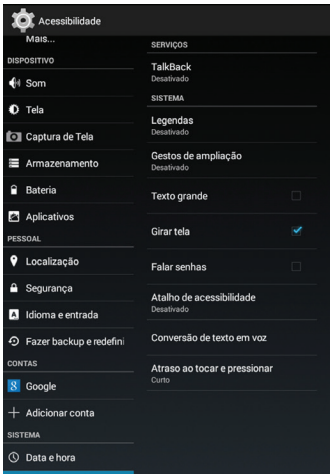 Acessibilidade
Mais...
DISPOSITIVO
Som
Tela
Captura de Tela
Armazenamento
Bateria
Aplicativos
PESSOAL
Localização
Segurança
A Idioma e entrada
Fazer backup e redefini
CONTAS
8 Google
Adicionar conta
SISTEMA
Data e hora
SERVIÇOS
TalkBack
Desativado
SISTEMA
Legendas
Desativado
Gestos de ampliação
Desativado
Texto grande
Girar tela
Falar senhas
Atalho de acessibilidade
Desativado
Conversão de texto em voz
Atraso ao tocar e pressionar
Curto